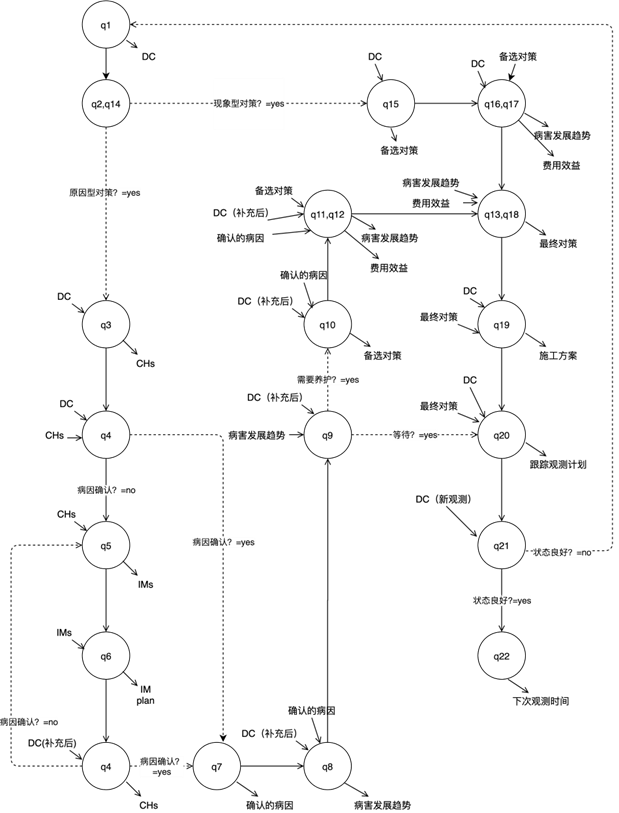 q1
DC
q2,q14
现象型对策？=yes
DC
q15
备选对策
备选对策
DC
q16,q17
病害发展趋势
费用效益
原因型对策？=yes
备选对策
DC（补充后）
确认的病因
q11,q12
病害发展趋势
费用效益
病害发展趋势
费用效益
q13,q18
最终对策
DC
q3
CHs
确认的病因
DC（补充后）
q10
备选对策
DC
最终对策
q19
施工方案
需要养护？=yes
DC
CHs
q4
DC（补充后）
病害发展趋势
q9
等待？=yes
DC
最终对策
q20
跟踪观测计划
病因确认？=no
CHs
q5
IMs
病因确认？=yes
DC（新观测）
q21
状态良好？=no
状态良好?=yes
IMs
q6
IM
plan
q22
下次观测时间
病因确认？=no
DC(补充后)
q4
CHs
病因确认？
=yes
q7
确认的病因
确认的病因
DC（补充后）
q8
病害发展趋势